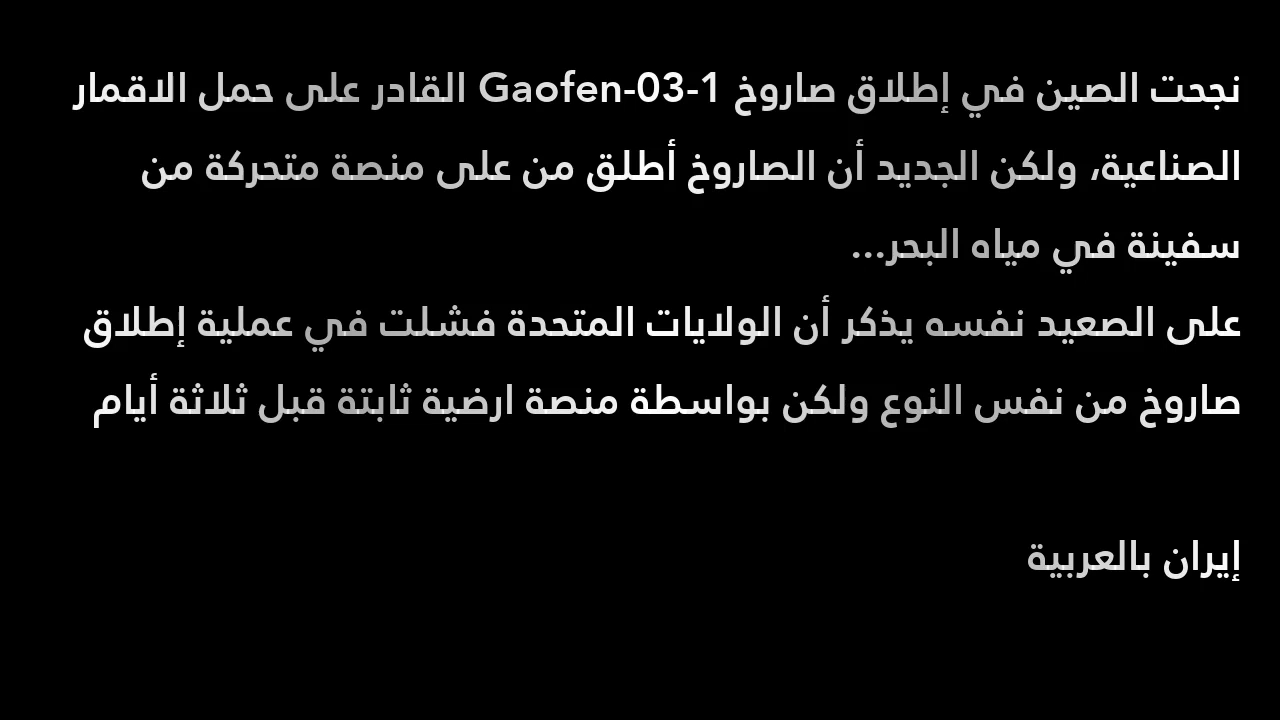 نجحت الصين في إطلاق صاروخ Gaofen-03-1 القادر على حمل الاقمار
الصناعية، ولكن الجديد أن الصاروخ أطلق من على منصة متحركة من
سفينة في مياه البحر...
على الصعيد نفسه يذكر أن الولايات المتحدة فشلت في عملية إطلاق
صاروخ من نفس النوع ولكن بواسطة منصة ارضية ثابتة قبل ثلاثة أيام
إيران بالعربية